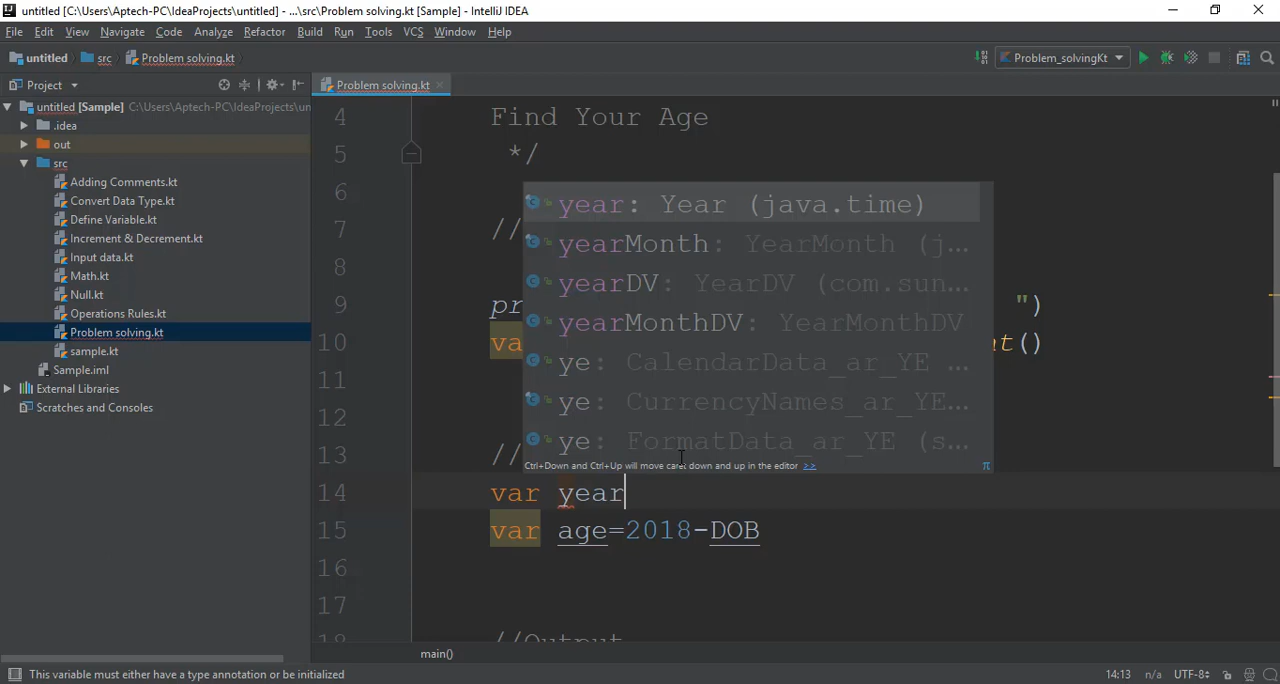 untitled [C:\Users\Aptech-PC\IdeaProjects\untitled] - ...\src\Problem solving.kt [Sample] - IntelliJ IDEA
File Edit View Navigate Code Analyze Refactor Build Run Tools VCS Window Help
untitled src Problem solving.kt Problem_solvingKt
Project Problem solving.kt
untitled [Sample] C:\Users\Aptech-PC\IdeaProjects\un
.idea
out
src
Adding Comments.kt
Convert Data Type.kt
Define Variable.kt
Increment & Decrement.kt
Input data.kt
Math.kt
Null.kt
Operations Rules.kt
Problem solving.kt
sample.kt
Sample.iml
External Libraries
Scratches and Consoles
4 Find Your Age
5 */
6
7 //
8
9 pr ")
10 va t()
11
12
13 //
14 var year
15 var age=2018-DOB
16
17
18 //Output
year: Year (java.time)
yearMonth: YearMonth (j...
yearDV: YearDV (com.sun...
yearMonthDV: YearMonthDV
ye: CalendarData_ar_YE ...
ye: CurrencyNames_ar_YE...
ye: FormatData_ar_YE (s...
Ctrl+Down and Ctrl+Up will move caret down and up in the editor >> π
main()
This variable must either have a type annotation or be initialized 14:13 n/a UTF-8